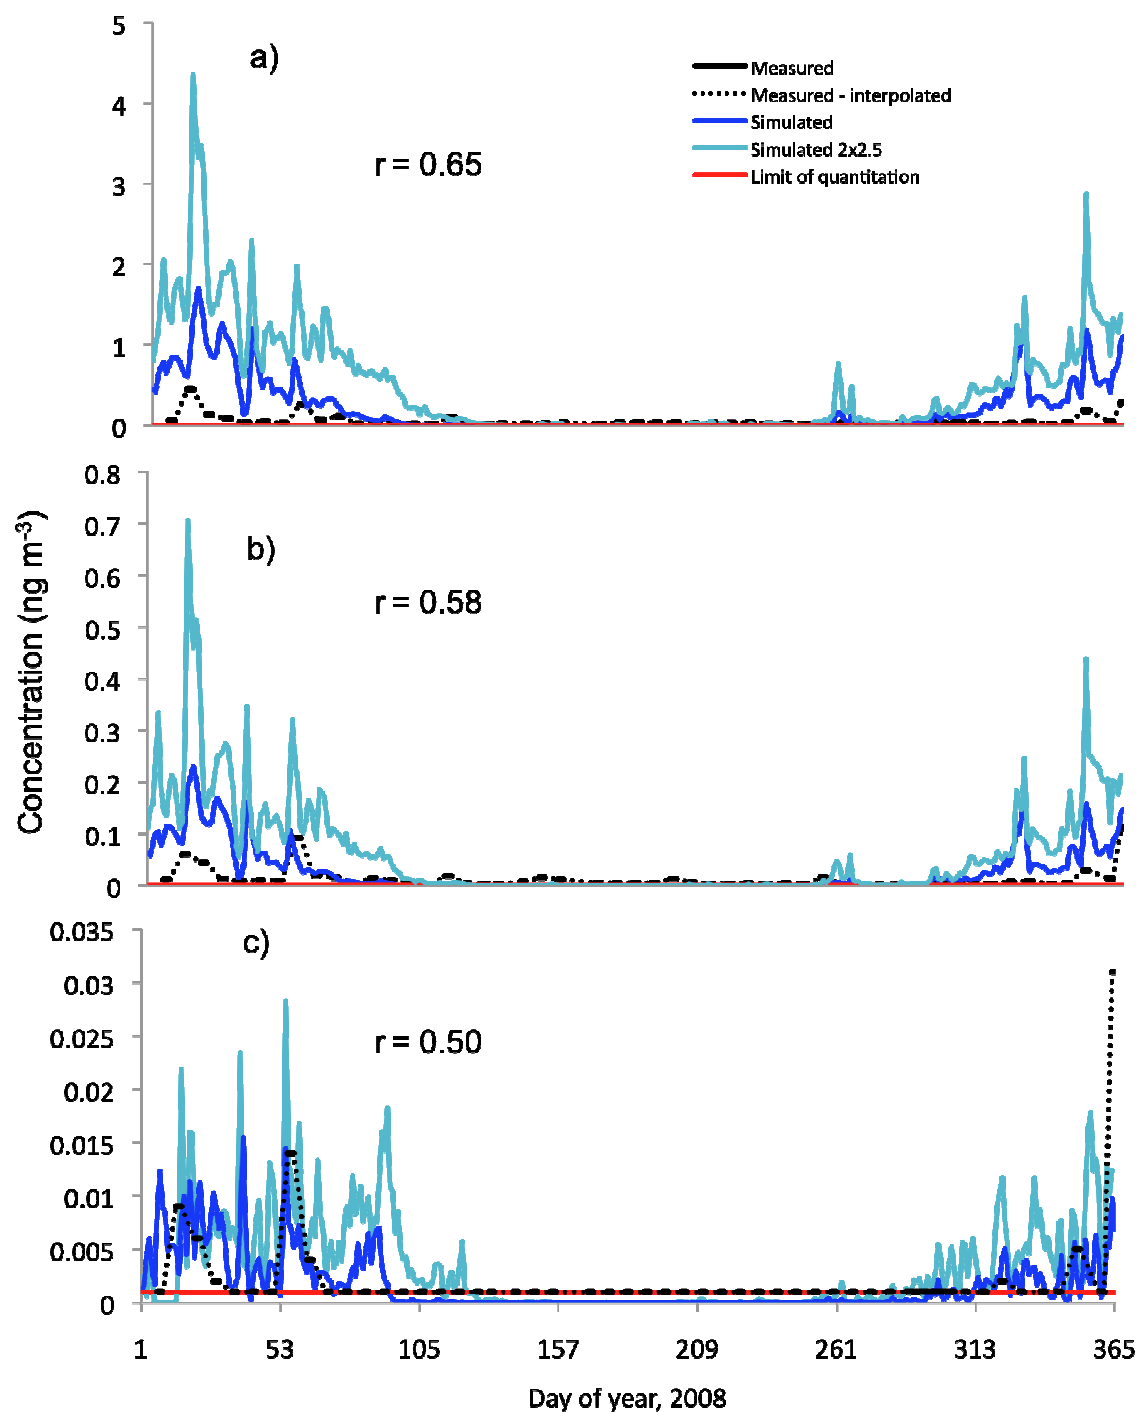 5
a)
Measured
Measured - interpolated
4
Simulated
r = 0.65
Simulated 2x2.5
Limit of quantitation
3
2
1
0
0.8
0.7
b)
0.6
r = 0.58
0.5
0.4
0.3
0.2
0.1
0
Concentration (ng m⁻³)
0.035
c)
0.03
r = 0.50
0.025
0.02
0.015
0.01
0.005
0
1 53 105 157 209 261 313 365
Day of year, 2008